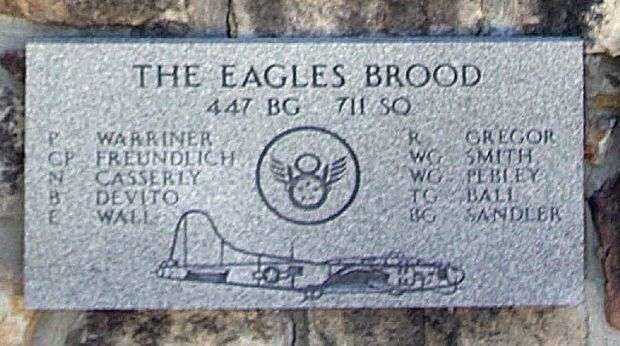 THE EAGLES BROOD
447 BG 711 SQ
P WARRINER
CP FREUNDLICH
N CASSERLY
B DEVITO
E WALL
R GREGOR
WG SMITH
WG PEBLEY
TG BALL
BG SANDLER